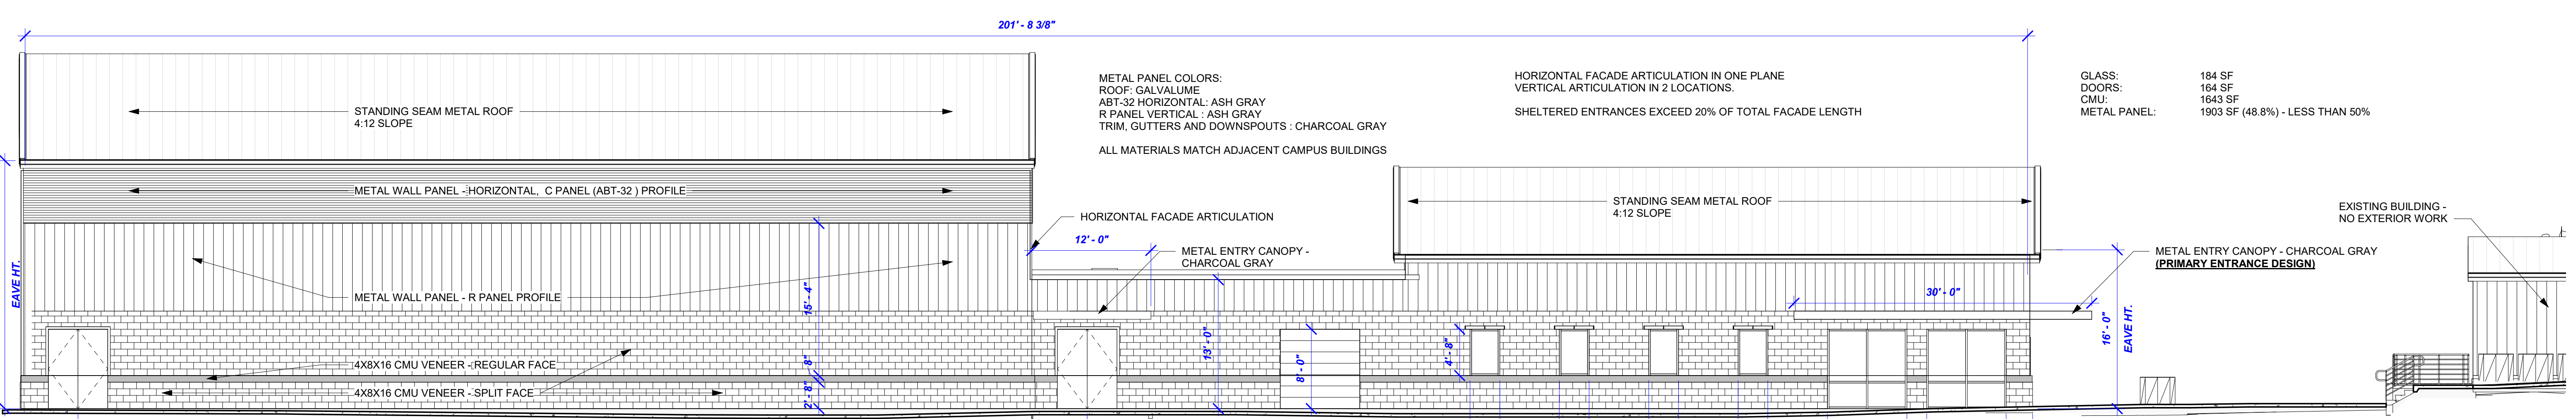 201' - 8 3/8"
METAL PANEL COLORS:
ROOF: GALVALUME
ABT-32 HORIZONTAL: ASH GRAY
R PANEL VERTICAL : ASH GRAY
TRIM, GUTTERS AND DOWNSPOUTS : CHARCOAL GRAY
ALL MATERIALS MATCH ADJACENT CAMPUS BUILDINGS
HORIZONTAL FACADE ARTICULATION IN ONE PLANE
VERTICAL ARTICULATION IN 2 LOCATIONS.
SHELTERED ENTRANCES EXCEED 20% OF TOTAL FACADE LENGTH
GLASS: 184 SF
DOORS: 164 SF
CMU: 1643 SF
METAL PANEL: 1903 SF (48.8%) - LESS THAN 50%
STANDING SEAM METAL ROOF
4:12 SLOPE
METAL WALL PANEL - HORIZONTAL, C PANEL (ABT-32 ) PROFILE
HORIZONTAL FACADE ARTICULATION
12' - 0"
METAL ENTRY CANOPY -
CHARCOAL GRAY
STANDING SEAM METAL ROOF
4:12 SLOPE
EXISTING BUILDING -
NO EXTERIOR WORK
METAL ENTRY CANOPY - CHARCOAL GRAY
(PRIMARY ENTRANCE DESIGN)
EAVE HT.
METAL WALL PANEL - R PANEL PROFILE
15' - 4"
30' - 0"
16' - 0"
EAVE HT.
13' - 0"
8' - 0"
4' - 8"
4X8X16 CMU VENEER - REGULAR FACE
8"
4X8X16 CMU VENEER - SPLIT FACE
2' - 8"